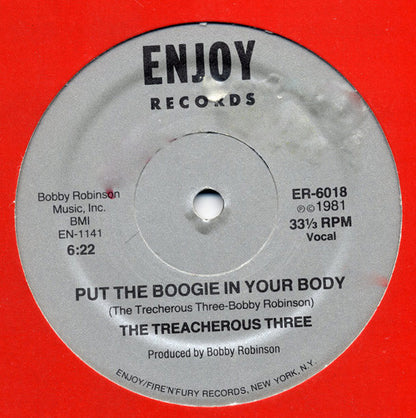 ENJOY
RECORDS
Bobby Robinson
Music, Inc.
BMI
EN-1141
6:22
ER-6018
℗©1981
33⅓ RPM
Vocal
PUT THE BOOGIE IN YOUR BODY
(The Trecherous Three-Bobby Robinson)
THE TREACHEROUS THREE
Produced by Bobby Robinson
ENJOY/FIRE'N'FURY RECORDS, NEW YORK, N.Y.